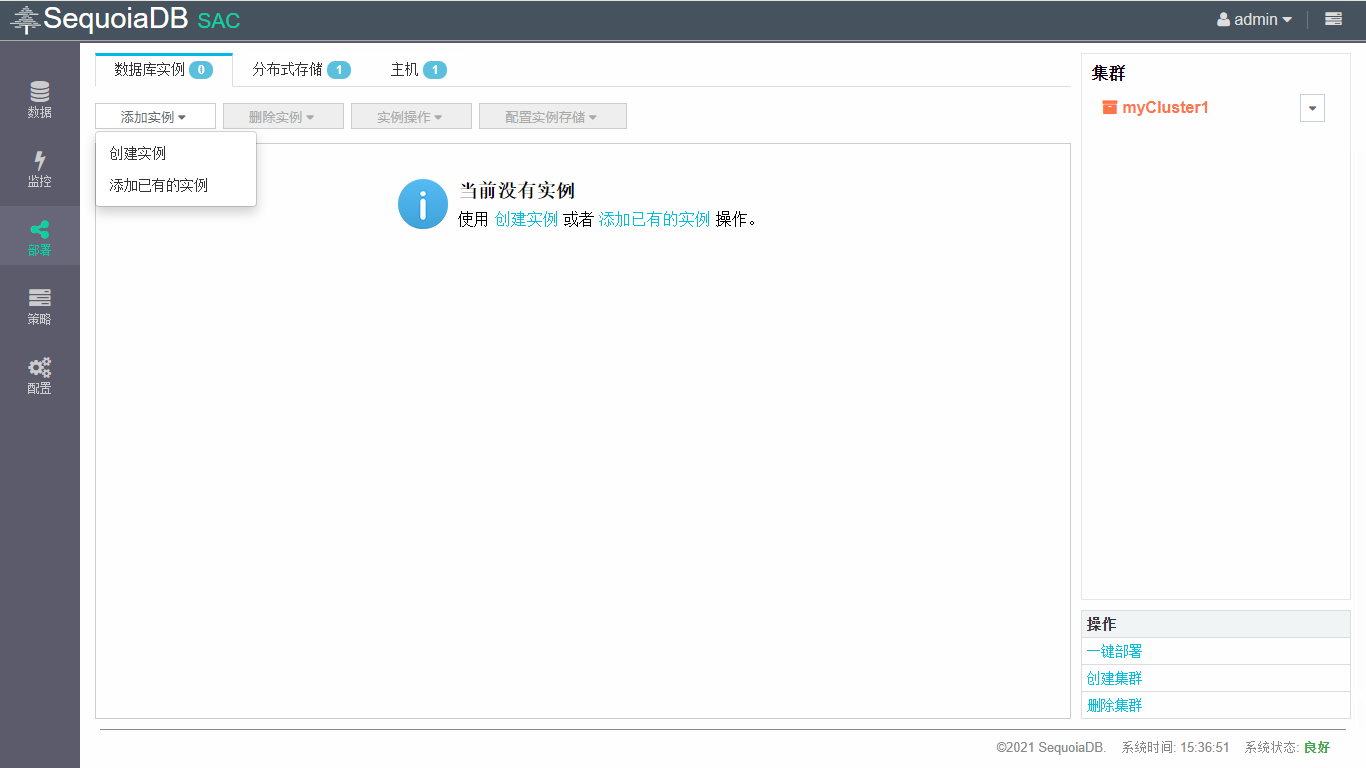 SequoiaDB SAC
admin
数据
监控
部署
策略
配置
数据库实例 0 分布式存储 1 主机 1
添加实例 删除实例 实例操作 配置实例存储
创建实例
添加已有的实例
当前没有实例
使用 创建实例 或者 添加已有的实例 操作。
集群
myCluster1
操作
一键部署
创建集群
删除集群
©2021 SequoiaDB. 系统时间: 15:36:51 系统状态: 良好